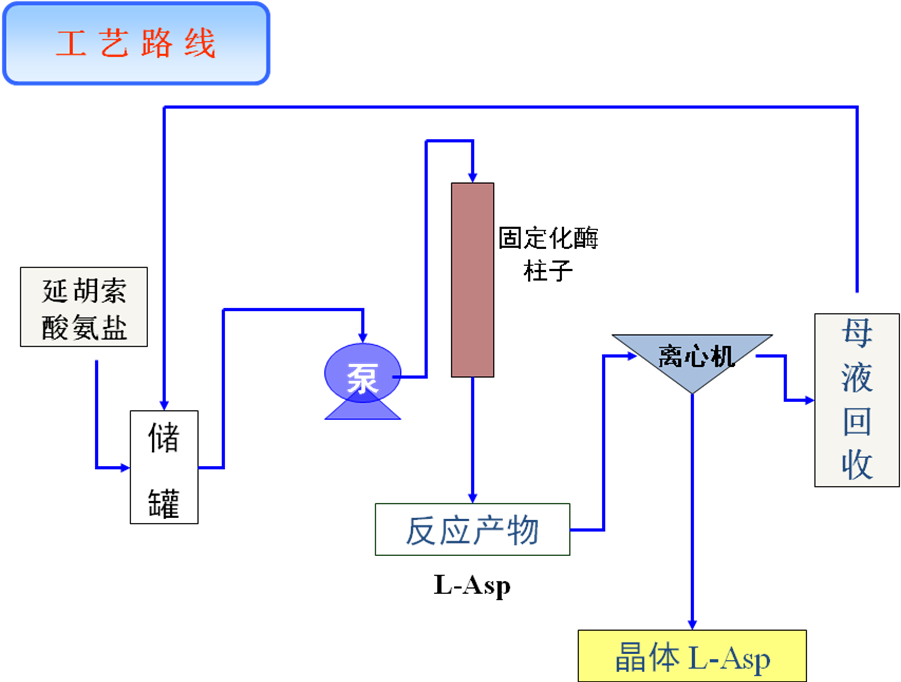 工艺路线
固定化酶
柱子
延胡索
酸氨盐
泵
离心机
母
液
回
收
储
罐
反应产物
L-Asp
晶体 L-Asp